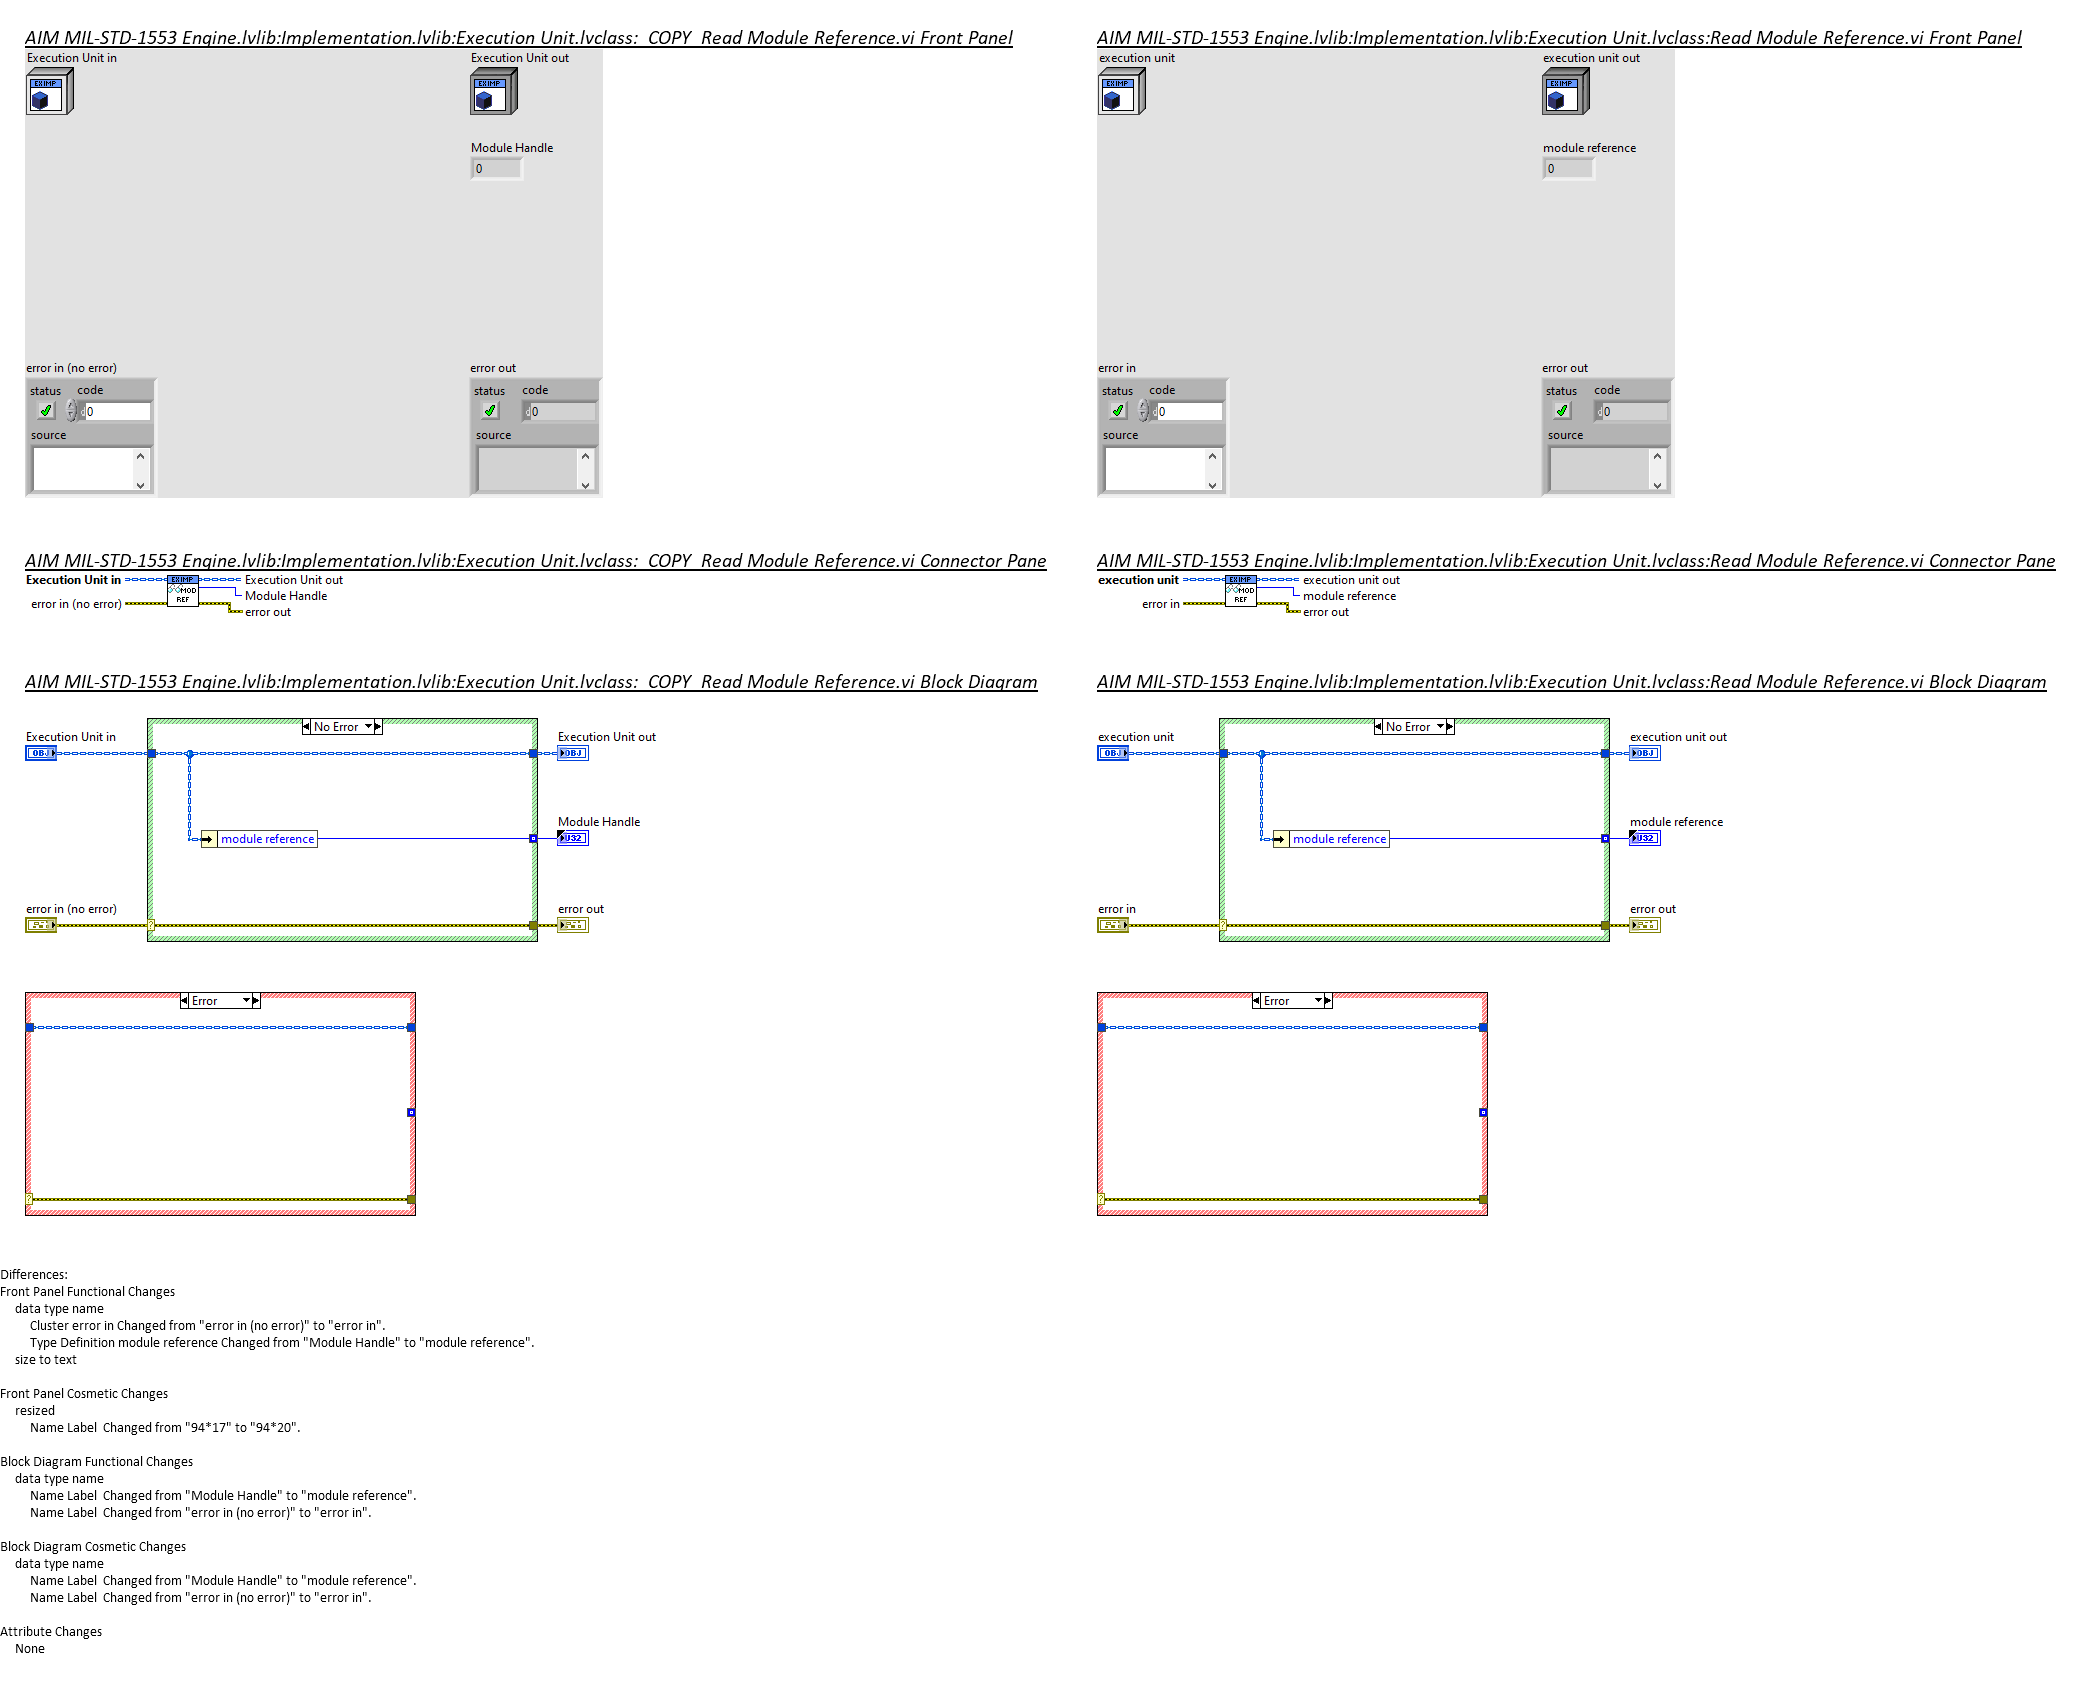 AIM MIL-STD-1553 Engine.lvlib:Implementation.lvlib:Execution Unit.lvclass:  COPY  Read Module Reference.vi Front Panel
Execution Unit in
Execution Unit out
EXIMP
EXIMP
Module Handle
0
error in (no error)
error out
status code
status code
0
0
source
source
AIM MIL-STD-1553 Engine.lvlib:Implementation.lvlib:Execution Unit.lvclass:Read Module Reference.vi Front Panel
execution unit
execution unit out
EXIMP
EXIMP
module reference
0
error in
error out
status code
status code
0
0
source
source
AIM MIL-STD-1553 Engine.lvlib:Implementation.lvlib:Execution Unit.lvclass:  COPY  Read Module Reference.vi Connector Pane
Execution Unit in
EXIMP
Execution Unit out
MOD
Module Handle
error in (no error)
REF
error out
AIM MIL-STD-1553 Engine.lvlib:Implementation.lvlib:Execution Unit.lvclass:Read Module Reference.vi Connector Pane
execution unit
EXIMP
execution unit out
MOD
module reference
error in
REF
error out
AIM MIL-STD-1553 Engine.lvlib:Implementation.lvlib:Execution Unit.lvclass:  COPY  Read Module Reference.vi Block Diagram
No Error
Execution Unit in
Execution Unit out
OBJ
OBJ
Module Handle
module reference
U32
error in (no error)
error out
?
Error
?
AIM MIL-STD-1553 Engine.lvlib:Implementation.lvlib:Execution Unit.lvclass:Read Module Reference.vi Block Diagram
No Error
execution unit
execution unit out
OBJ
OBJ
module reference
module reference
U32
error in
error out
?
Error
?
Differences:
Front Panel Functional Changes
data type name
Cluster error in Changed from "error in (no error)" to "error in".
Type Definition module reference Changed from "Module Handle" to "module reference".
size to text
Front Panel Cosmetic Changes
resized
Name Label  Changed from "94*17" to "94*20".
Block Diagram Functional Changes
data type name
Name Label  Changed from "Module Handle" to "module reference".
Name Label  Changed from "error in (no error)" to "error in".
Block Diagram Cosmetic Changes
data type name
Name Label  Changed from "Module Handle" to "module reference".
Name Label  Changed from "error in (no error)" to "error in".
Attribute Changes
None